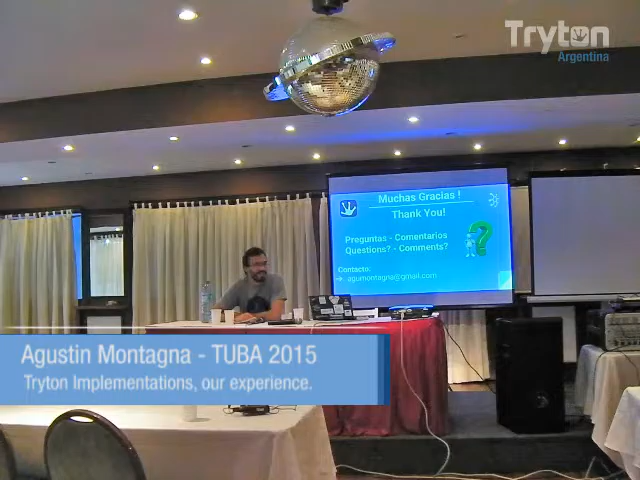 Tryton
Argentina
Muchas Gracias !
Thank You!
Preguntas - Comentarios
Questions? - Comments?
Contacto:
agumontagna@gmail.com
Agustin Montagna - TUBA 2015
Tryton Implementations, our experience.